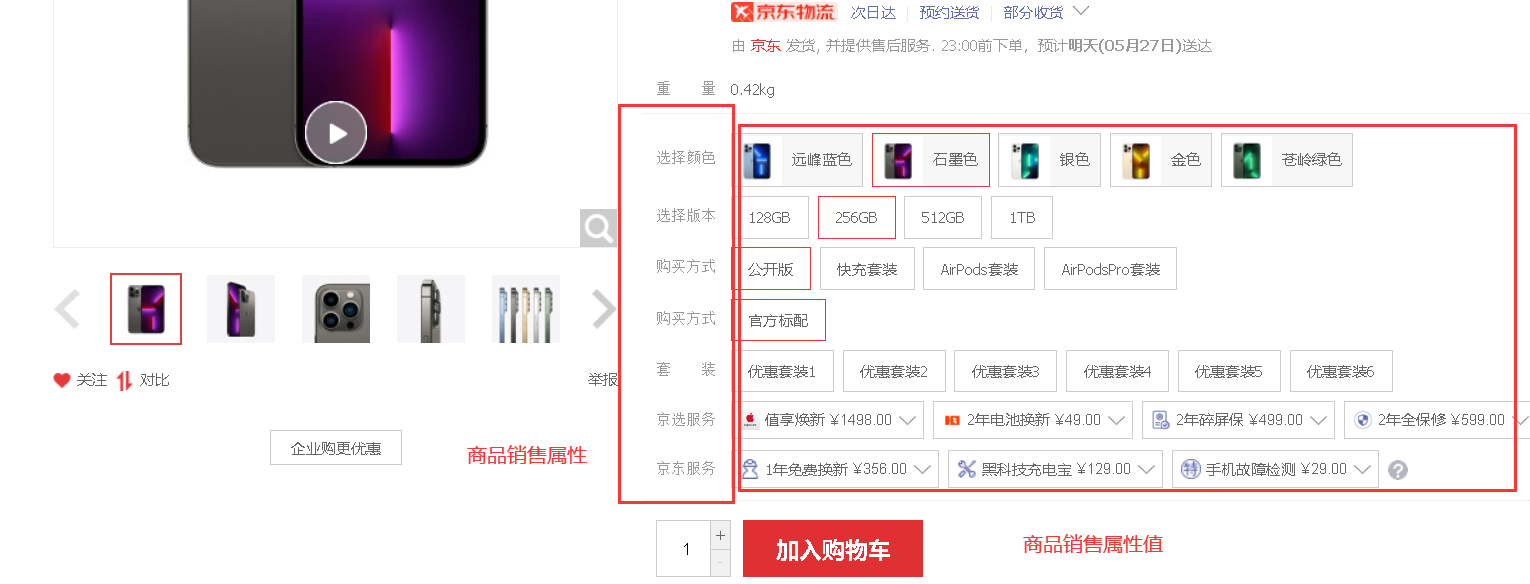 京东物流 次日达 预约送货 部分收货
由 京东 发货, 并提供售后服务. 23:00前下单，预计明天(05月27日)送达
重 量 0.42kg
选择颜色 远峰蓝色 石墨色 银色 金色 苍岭绿色
选择版本 128GB 256GB 512GB 1TB
购买方式 公开版 快充套装 AirPods套装 AirPodsPro套装
购买方式 官方标配
套 装 优惠套装1 优惠套装2 优惠套装3 优惠套装4 优惠套装5 优惠套装6
关注 对比 举报
京选服务 值享焕新 ¥1498.00 2年电池换新 ¥49.00 2年碎屏保 ¥499.00 2年全保修 ¥599.00
企业购更优惠
商品销售属性
京东服务 1年免费换新 ¥356.00 黑科技充电宝 ¥129.00 特 手机故障检测 ¥29.00 ?
1 + - 加入购物车
商品销售属性值